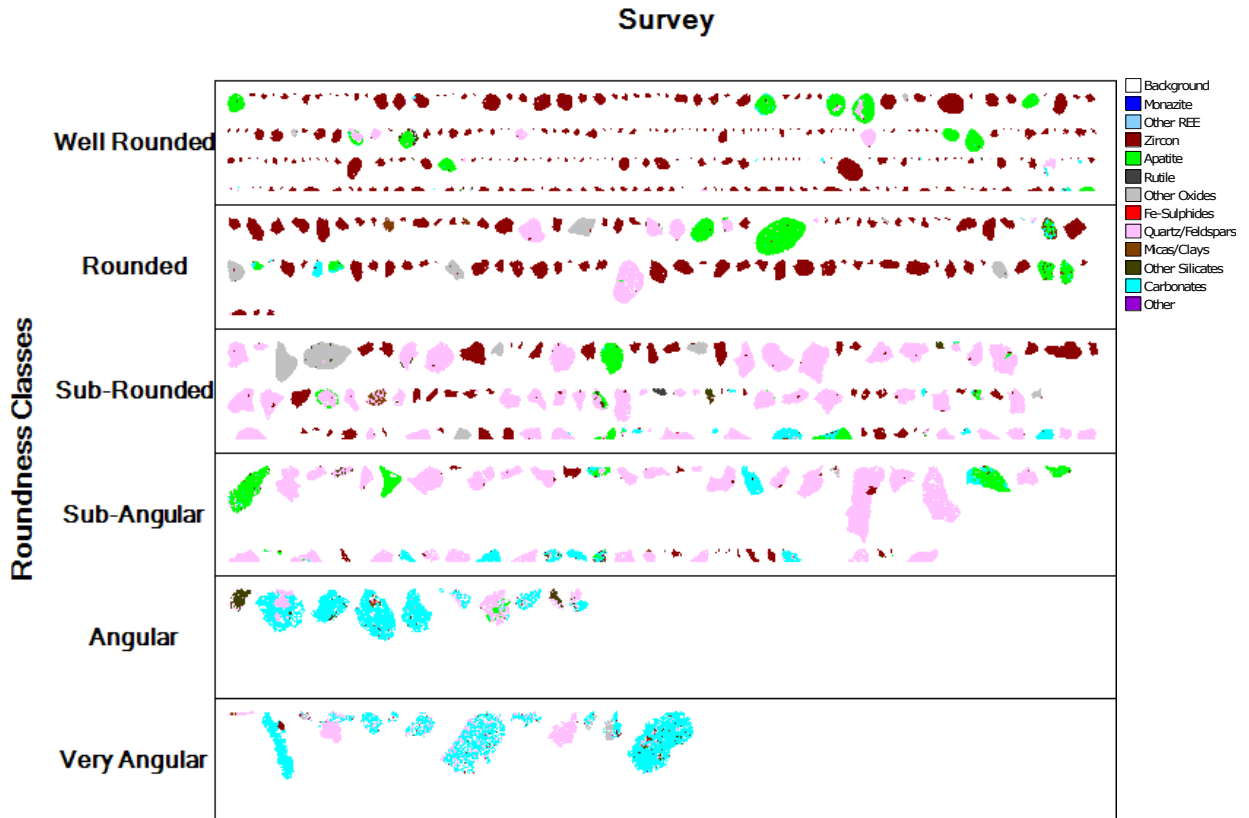 Survey
Roundness Classes
Well Rounded
Rounded
Sub-Rounded
Sub-Angular
Angular
Very Angular
Background
Monazite
Other REE
Zircon
Apatite
Rutile
Other Oxides
Fe-Sulphides
Quartz/Feldspars
Micas/Clays
Other Silicates
Carbonates
Other